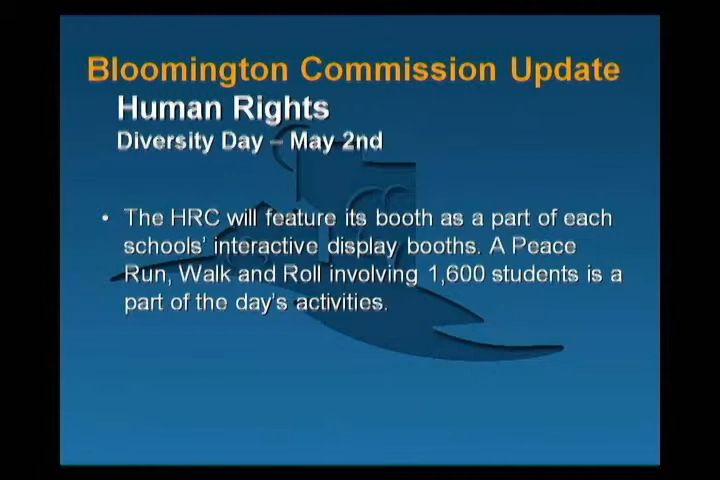 Bloomington Commission Update
Human Rights
Diversity Day – May 2nd
• The HRC will feature its booth as a part of each
schools' interactive display booths. A Peace
Run, Walk and Roll involving 1,600 students is a
part of the day's activities.